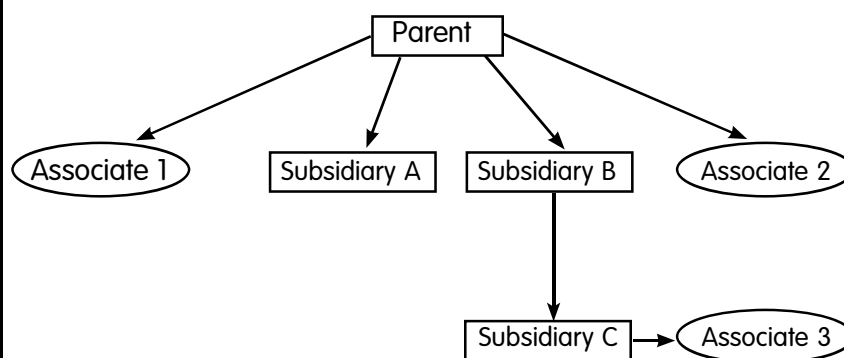 Parent
Associate 1
Subsidiary A
Subsidiary B
Associate 2
Subsidiary C
Associate 3